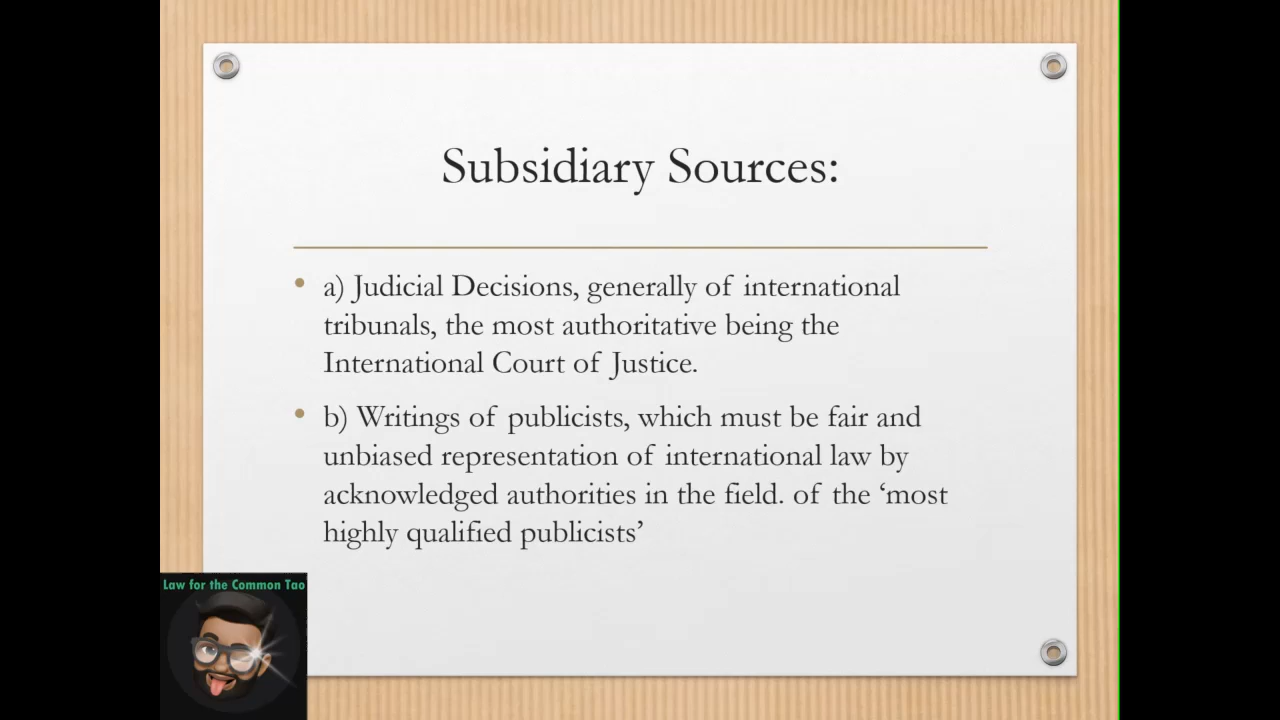 Subsidiary Sources:
• a) Judicial Decisions, generally of international
tribunals, the most authoritative being the
International Court of Justice.
• b) Writings of publicists, which must be fair and
unbiased representation of international law by
acknowledged authorities in the field. of the ‘most
highly qualified publicists’
Law for the Common Tao